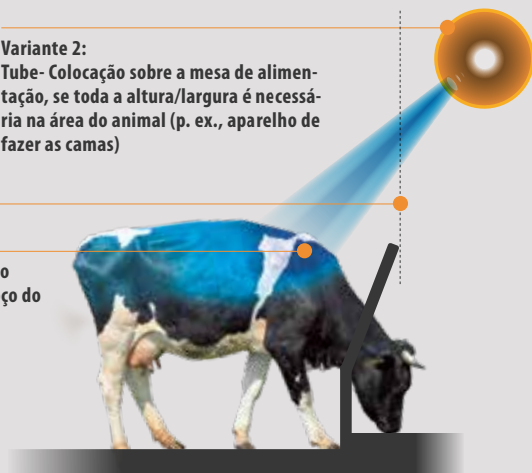 Variante 2:
Tube- Colocação sobre a mesa de alimen-
tação, se toda a altura/largura é necessá-
ria na área do animal (p. ex., aparelho de
fazer as camas)
o
ço do